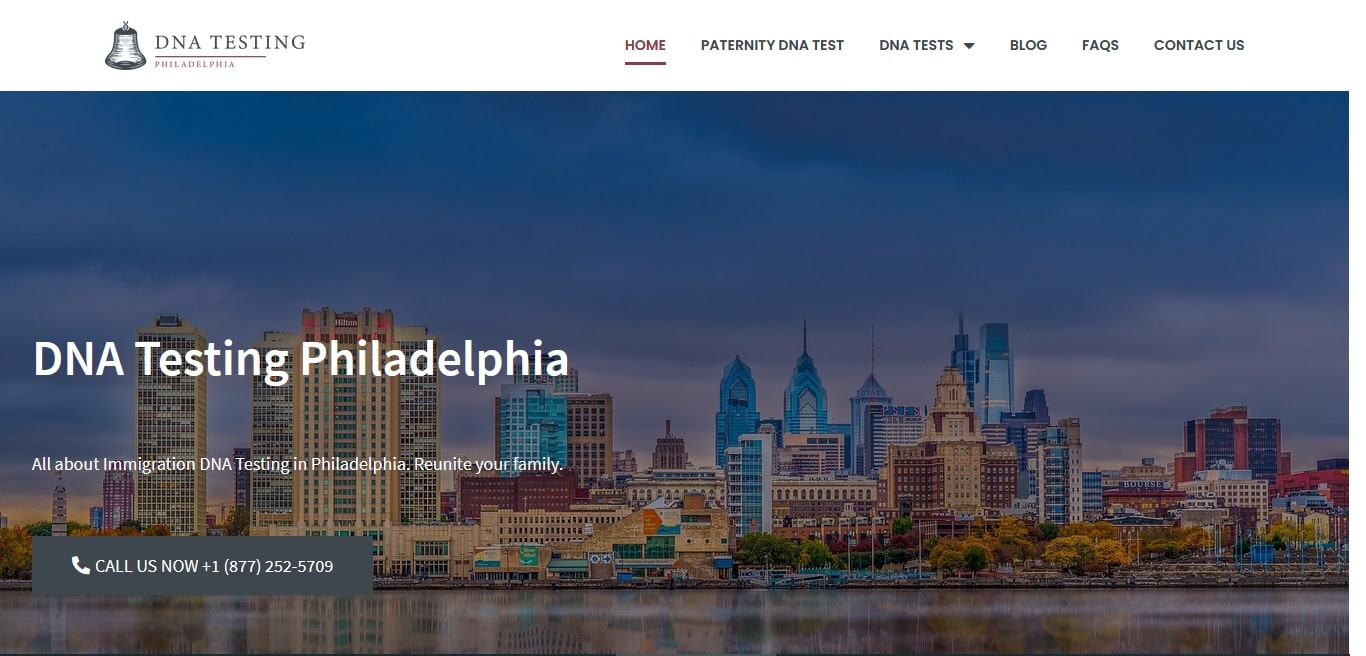 DNA TESTING
PHILADELPHIA
HOME PATERNITY DNA TEST DNA TESTS BLOG FAQS CONTACT US
Hilton
DNA Testing Philadelphia
All about Immigration DNA Testing in Philadelphia. Reunite your family.
BOURSE
CALL US NOW +1 (877) 252-5709